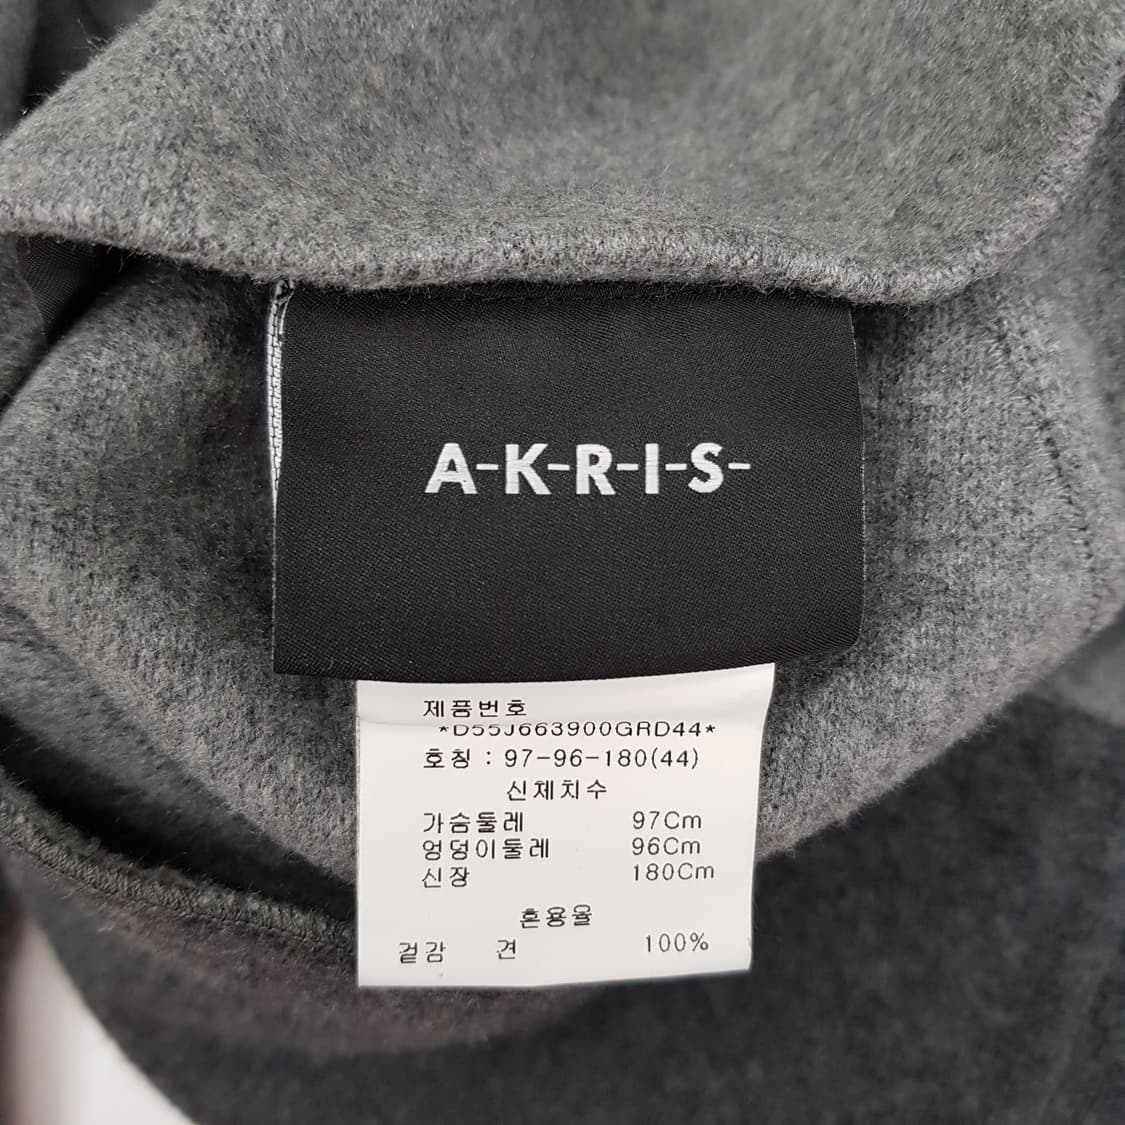 A-K-R-I-S-
제품번호
*D55J663900GRD44*
호칭 : 97-96-180(44)
신체치수
가슴둘레 97Cm
엉덩이둘레 96Cm
신장 180Cm
혼용율
겉감 견 100%